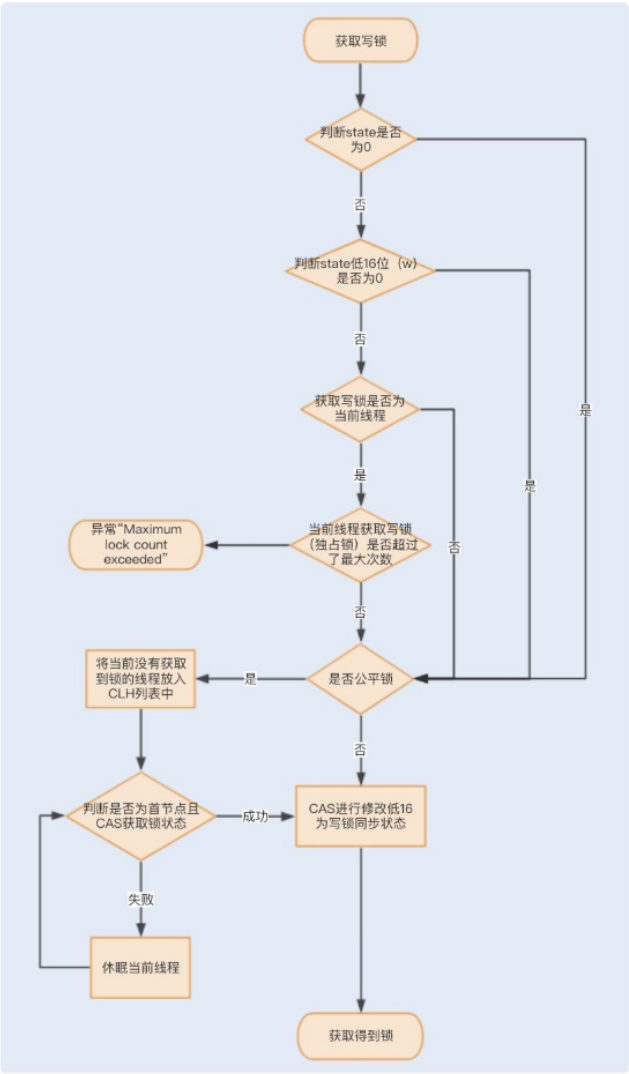 获取写锁
判断state是否
为0
否
判断state低16位（w）
是否为0
否
获取写锁是否为
当前线程
是
是
是
否
当前线程获取写锁
（独占锁）是否超过
了最大次数
异常“Maximum
lock count
exceeded”
否
是否公平锁
是
将当前没有获取
到锁的线程放入
CLH列表中
否
判断是否为首节点且
CAS获取锁状态
成功
CAS进行修改低16
为写锁同步状态
失败
休眠当前线程
获取得到锁